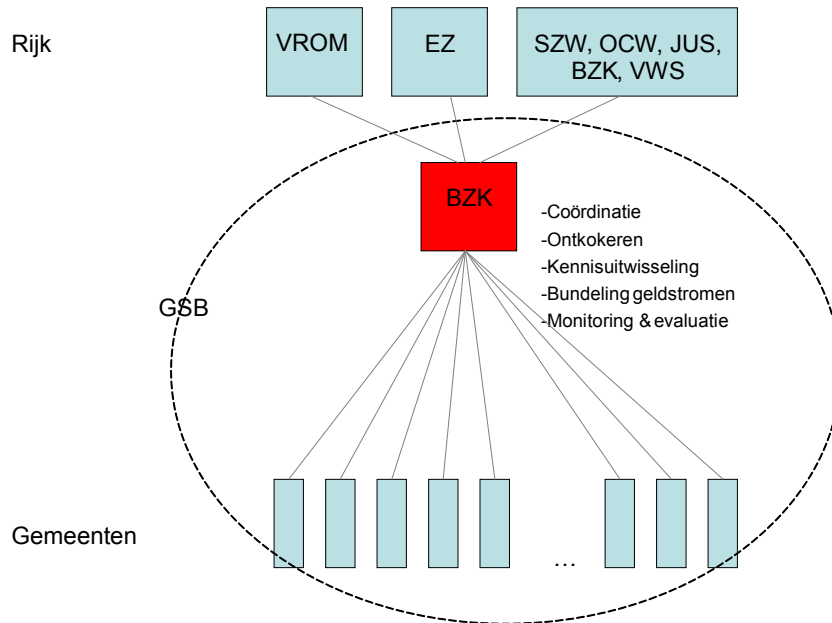 Rijk
VROM
EZ
SZW, OCW, JUS,
BZK, VWS
BZK
-Coördinatie
-Ontkokeren
-Kennisuitwisseling
-Bundeling geldstromen
-Monitoring & evaluatie
GSB
Gemeenten
...